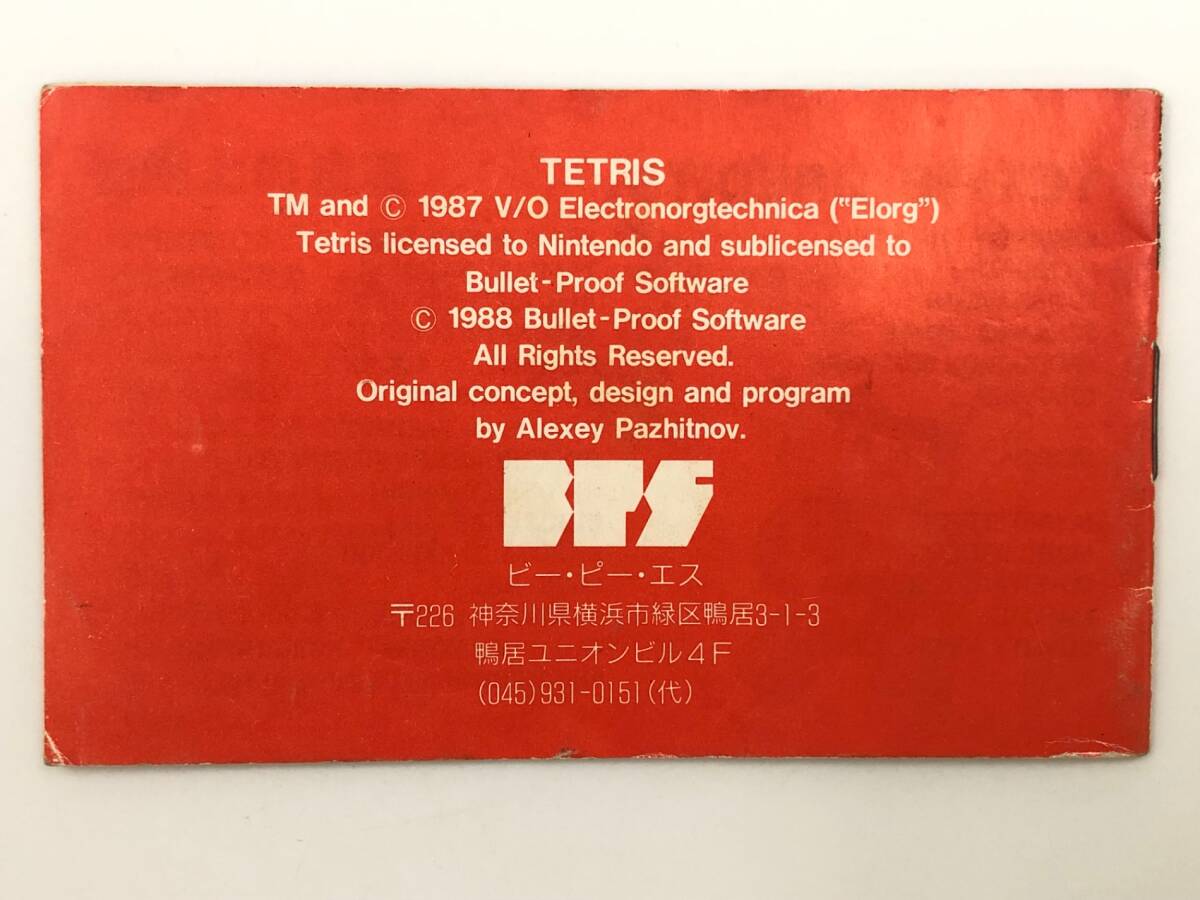 TETRIS
TM and © 1987 V/O Electronorgtechnica ("Elorg")
Tetris licensed to Nintendo and sublicensed to
Bullet-Proof Software
© 1988 Bullet-Proof Software
All Rights Reserved.
Original concept, design and program
by Alexey Pazhitnov.
BPS
ビー・ピー・エス
〒226 神奈川県横浜市緑区鴨居3-1-3
鴨居ユニオンビル4F
(045)931-0151(代)